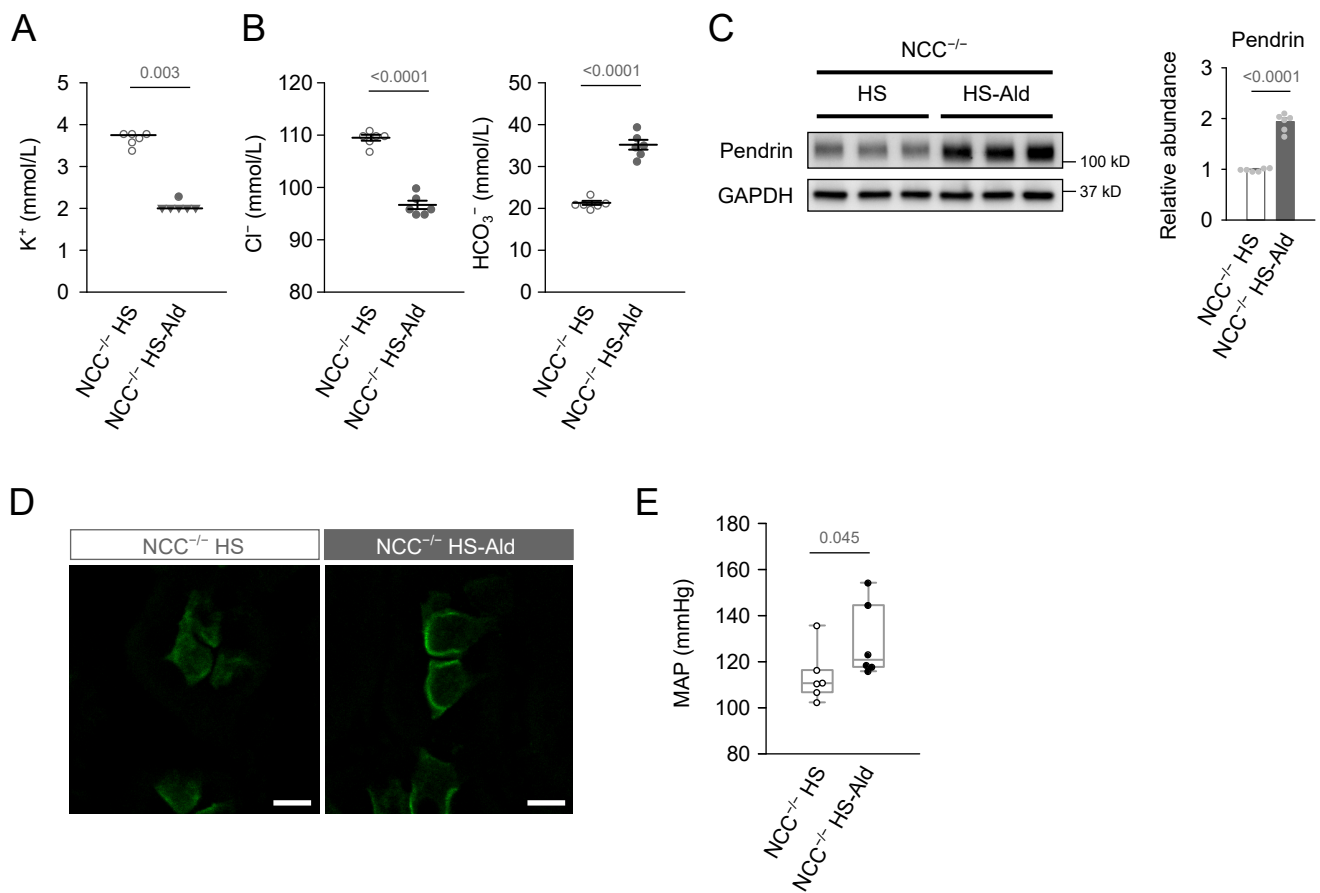 A
K⁺ (mmol/L)
5
4
3
2
1
0
0.003
NCC⁻/⁻ HS
NCC⁻/⁻ HS-Ald
B
Cl⁻ (mmol/L)
120
110
100
90
80
<0.0001
NCC⁻/⁻ HS
NCC⁻/⁻ HS-Ald
HCO₃⁻ (mmol/L)
50
40
30
20
10
0
<0.0001
NCC⁻/⁻ HS
NCC⁻/⁻ HS-Ald
C
NCC⁻/⁻
HS HS-Ald
Pendrin
100 kD
GAPDH
37 kD
Pendrin
Relative abundance
3
2
1
0
<0.0001
NCC⁻/⁻ HS
NCC⁻/⁻ HS-Ald
D
NCC⁻/⁻ HS
NCC⁻/⁻ HS-Ald
E
MAP (mmHg)
180
160
140
120
100
80
0.045
NCC⁻/⁻ HS
NCC⁻/⁻ HS-Ald